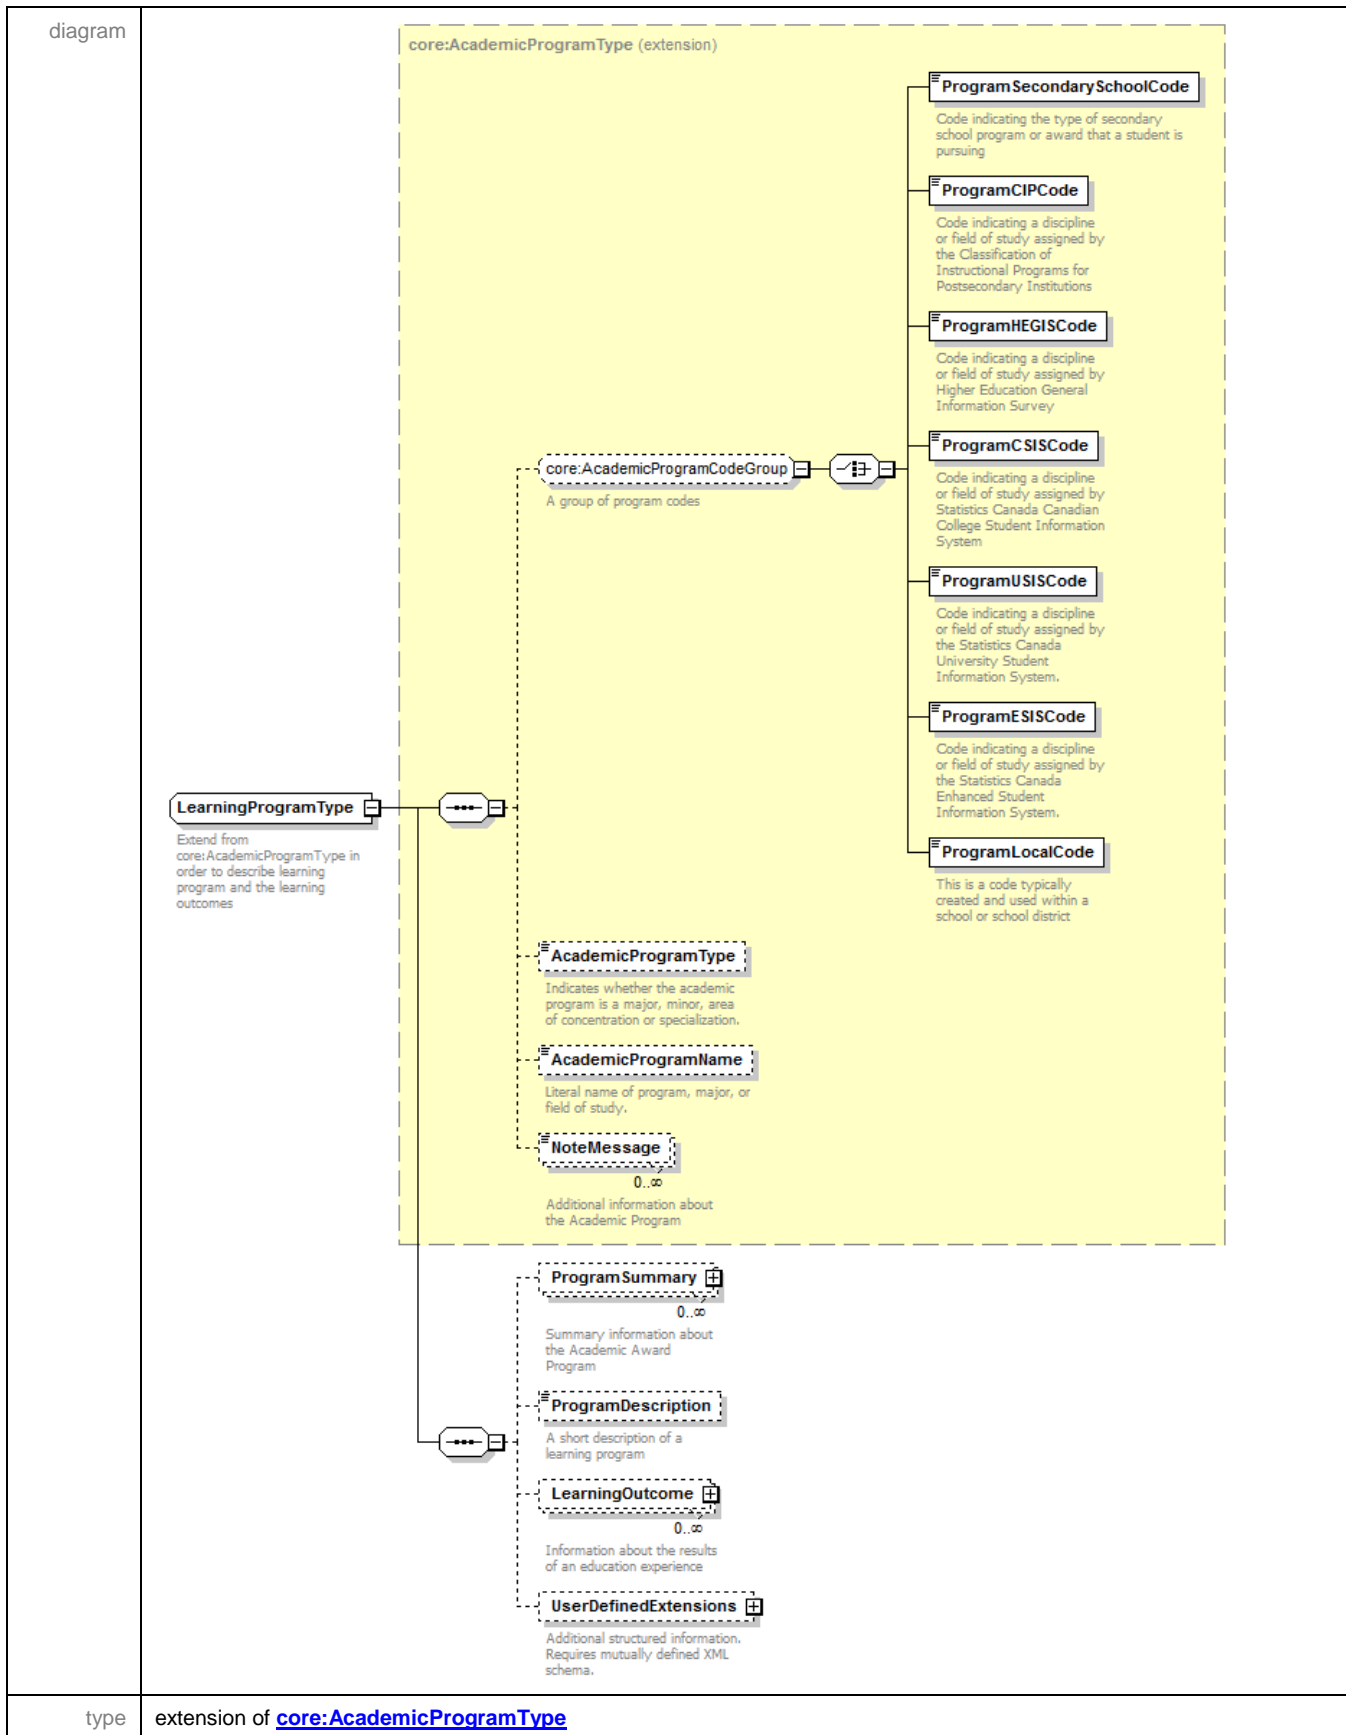 diagram
core:AcademicProgramType (extension)
ProgramSecondarySchoolCode
Code indicating the type of secondary
school program or award that a student is
pursuing
ProgramCIPCode
Code indicating a discipline
or field of study assigned by
the Classification of
Instructional Programs for
Postsecondary Institutions
ProgramHEGISCode
Code indicating a discipline
or field of study assigned by
Higher Education General
Information Survey
ProgramCSISCode
Code indicating a discipline
or field of study assigned by
Statistics Canada Canadian
College Student Information
System
core:AcademicProgramCodeGroup
A group of program codes
ProgramUSISCode
Code indicating a discipline
or field of study assigned by
the Statistics Canada
University Student
Information System.
ProgramESISCode
Code indicating a discipline
or field of study assigned by
the Statistics Canada
Enhanced Student
Information System.
ProgramLocalCode
This is a code typically
created and used within a
school or school district
LearningProgramType
Extend from
core:AcademicProgramType in
order to describe learning
program and the learning
outcomes
AcademicProgramType
Indicates whether the academic
program is a major, minor, area
of concentration or specialization.
AcademicProgramName
Literal name of program, major, or
field of study.
NoteMessage
0..∞
Additional information about
the Academic Program
ProgramSummary
0..∞
Summary information about
the Academic Award
Program
ProgramDescription
A short description of a
learning program
LearningOutcome
0..∞
Information about the results
of an education experience
UserDefinedExtensions
Additional structured information.
Requires mutually defined XML
schema.
type
extension of core:AcademicProgramType